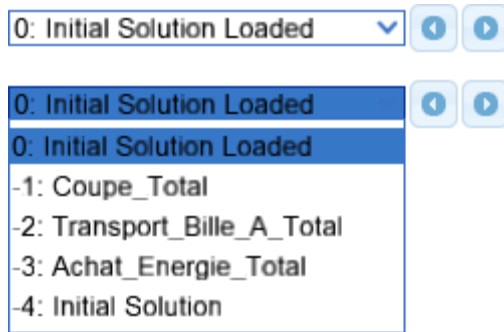 0: Initial Solution Loaded
0: Initial Solution Loaded
0: Initial Solution Loaded
-1: Coupe_Total
-2: Transport_Bille_A_Total
-3: Achat_Energie_Total
-4: Initial Solution